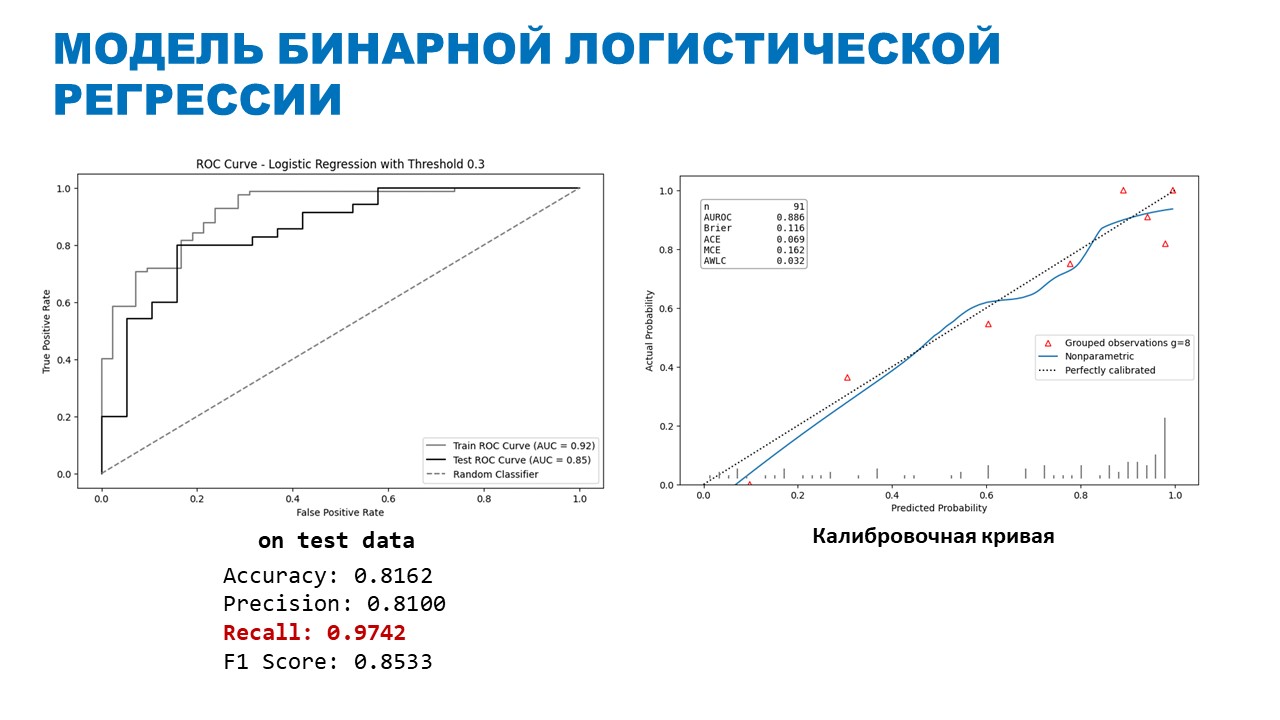 МОДЕЛЬ БИНАРНОЙ ЛОГИСТИЧЕСКОЙ
РЕГРЕССИИ
ROC Curve - Logistic Regression with Threshold 0.3
True Positive Rate
1.0
0.8
0.6
0.4
0.2
0.0
Train ROC Curve (AUC = 0.92)
Test ROC Curve (AUC = 0.85)
Random Classifier
0.0 0.2 0.4 0.6 0.8 1.0
False Positive Rate
on test data
Accuracy: 0.8162
Precision: 0.8100
Recall: 0.9742
F1 Score: 0.8533
Actual Probability
1.0
0.8
0.6
0.4
0.2
0.0
n 91
AUROC 0.886
Brier 0.116
ACE 0.069
MCE 0.162
AWLC 0.032
Grouped observations g=8
Nonparametric
Perfectly calibrated
0.0 0.2 0.4 0.6 0.8 1.0
Predicted Probability
Калибровочная кривая